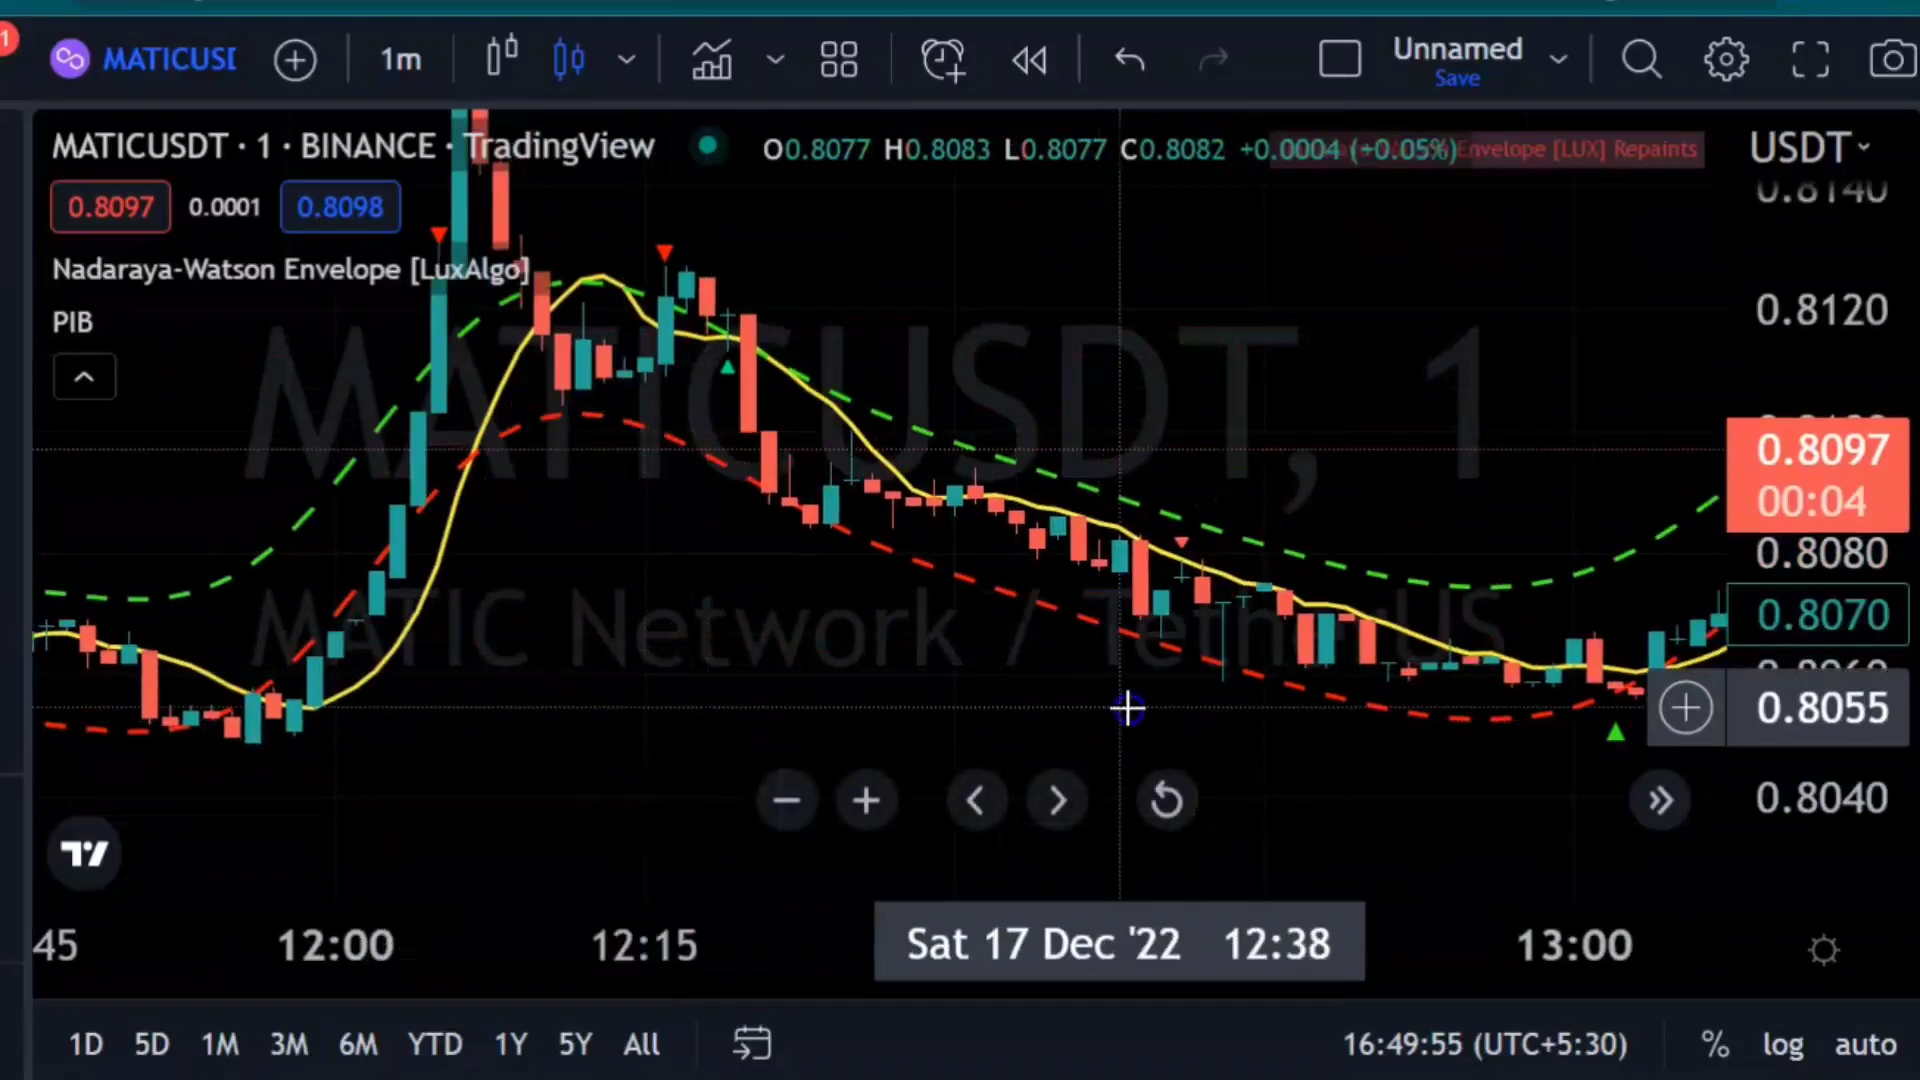 1
MATICUSI
1m
Unnamed
Save
MATICUSDT · 1 · BINANCE · TradingView
O0.8077 H0.8083 L0.8077 C0.8082 +0.0004 (+0.05%)
Envelope [LUX] Repaints
USDT
0.8140
0.8097
0.0001
0.8098
Nadaraya-Watson Envelope [LuxAlgo]
PIB
MATICUSDT, 1
MATIC Network / TetherUS
0.8120
0.8097
00:04
0.8080
0.8070
0.8055
0.8040
45
12:00
12:15
Sat 17 Dec '22 12:38
13:00
1D 5D 1M 3M 6M YTD 1Y 5Y All
16:49:55 (UTC+5:30)
% log auto